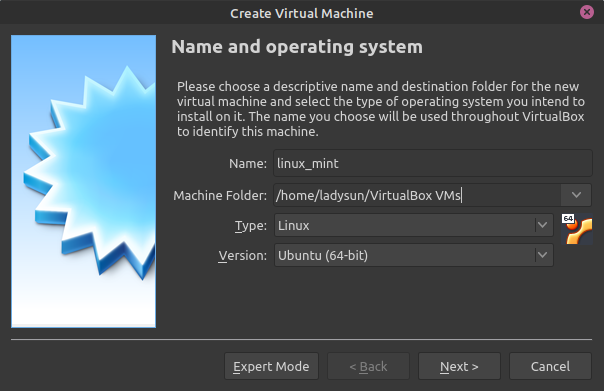 Create Virtual Machine
Name and operating system
Please choose a descriptive name and destination folder for the new
virtual machine and select the type of operating system you intend to
install on it. The name you choose will be used throughout VirtualBox
to identify this machine.
Name: linux_mint
Machine Folder: /home/ladysun/VirtualBox VMs
Type: Linux
64
Version: Ubuntu (64-bit)
Expert Mode < Back Next > Cancel